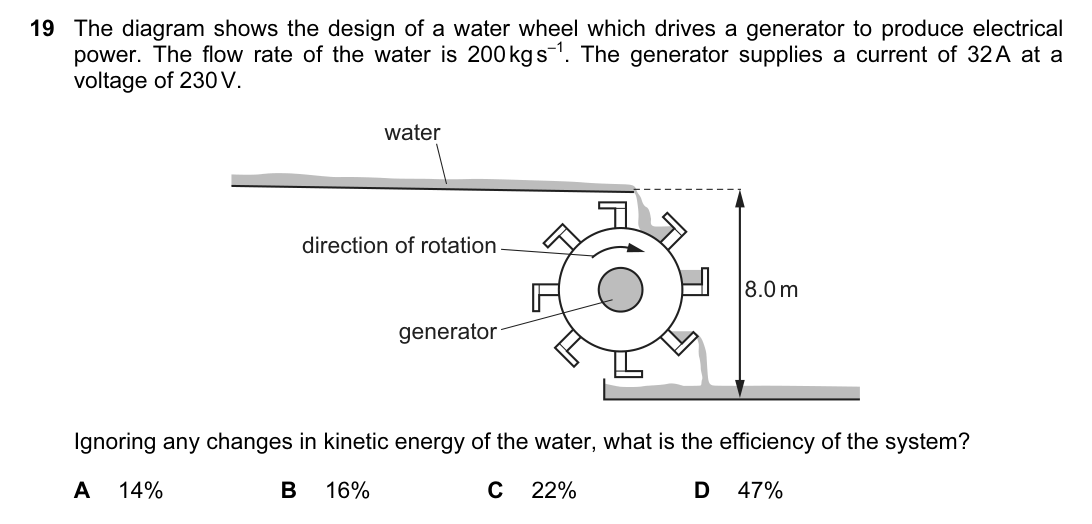 19 The diagram shows the design of a water wheel which drives a generator to produce electrical
power. The flow rate of the water is 200 kg s⁻¹. The generator supplies a current of 32 A at a
voltage of 230 V.
water
direction of rotation
8.0 m
generator
Ignoring any changes in kinetic energy of the water, what is the efficiency of the system?
A 14% B 16% C 22% D 47%